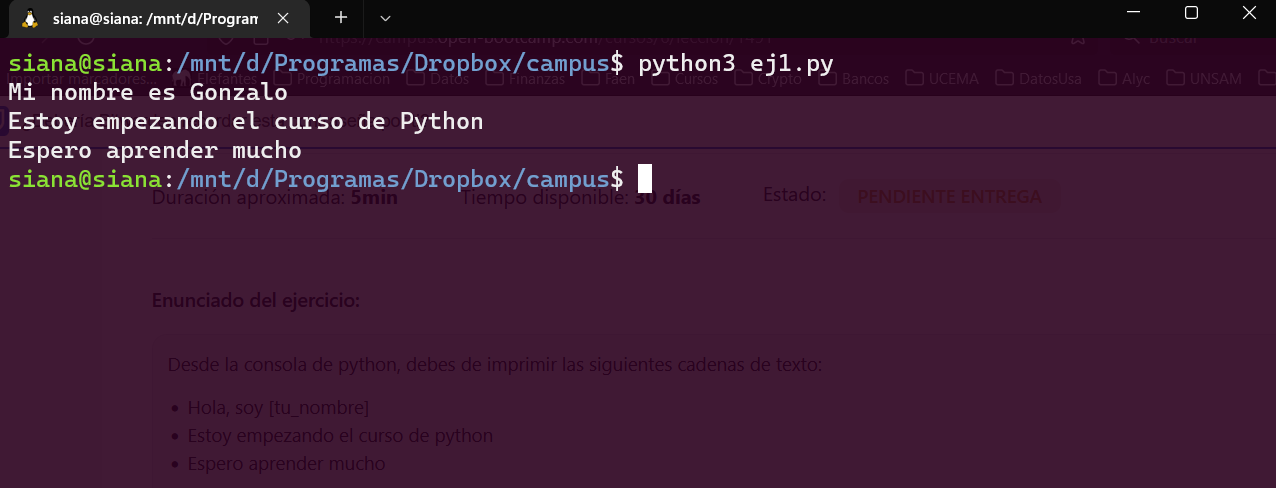 siana@siana: /mnt/d/Program
siana@siana:/mnt/d/Programas/Dropbox/campus$ python3 ej1.py
Importar marcadores... Elefantes Programacion Datos Finanzas Faen Cursos Crypto Bancos UCEMA DatosUsa Alyc UNSAM
Mi nombre es Gonzalo
Estoy empezando el curso de Python
Espero aprender mucho
siana@siana:/mnt/d/Programas/Dropbox/campus$
Duración aproximada: 5min Tiempo disponible: 30 días Estado: PENDIENTE ENTREGA
Enunciado del ejercicio:
Desde la consola de python, debes de imprimir las siguientes cadenas de texto:
• Hola, soy [tu_nombre]
• Estoy empezando el curso de python
• Espero aprender mucho